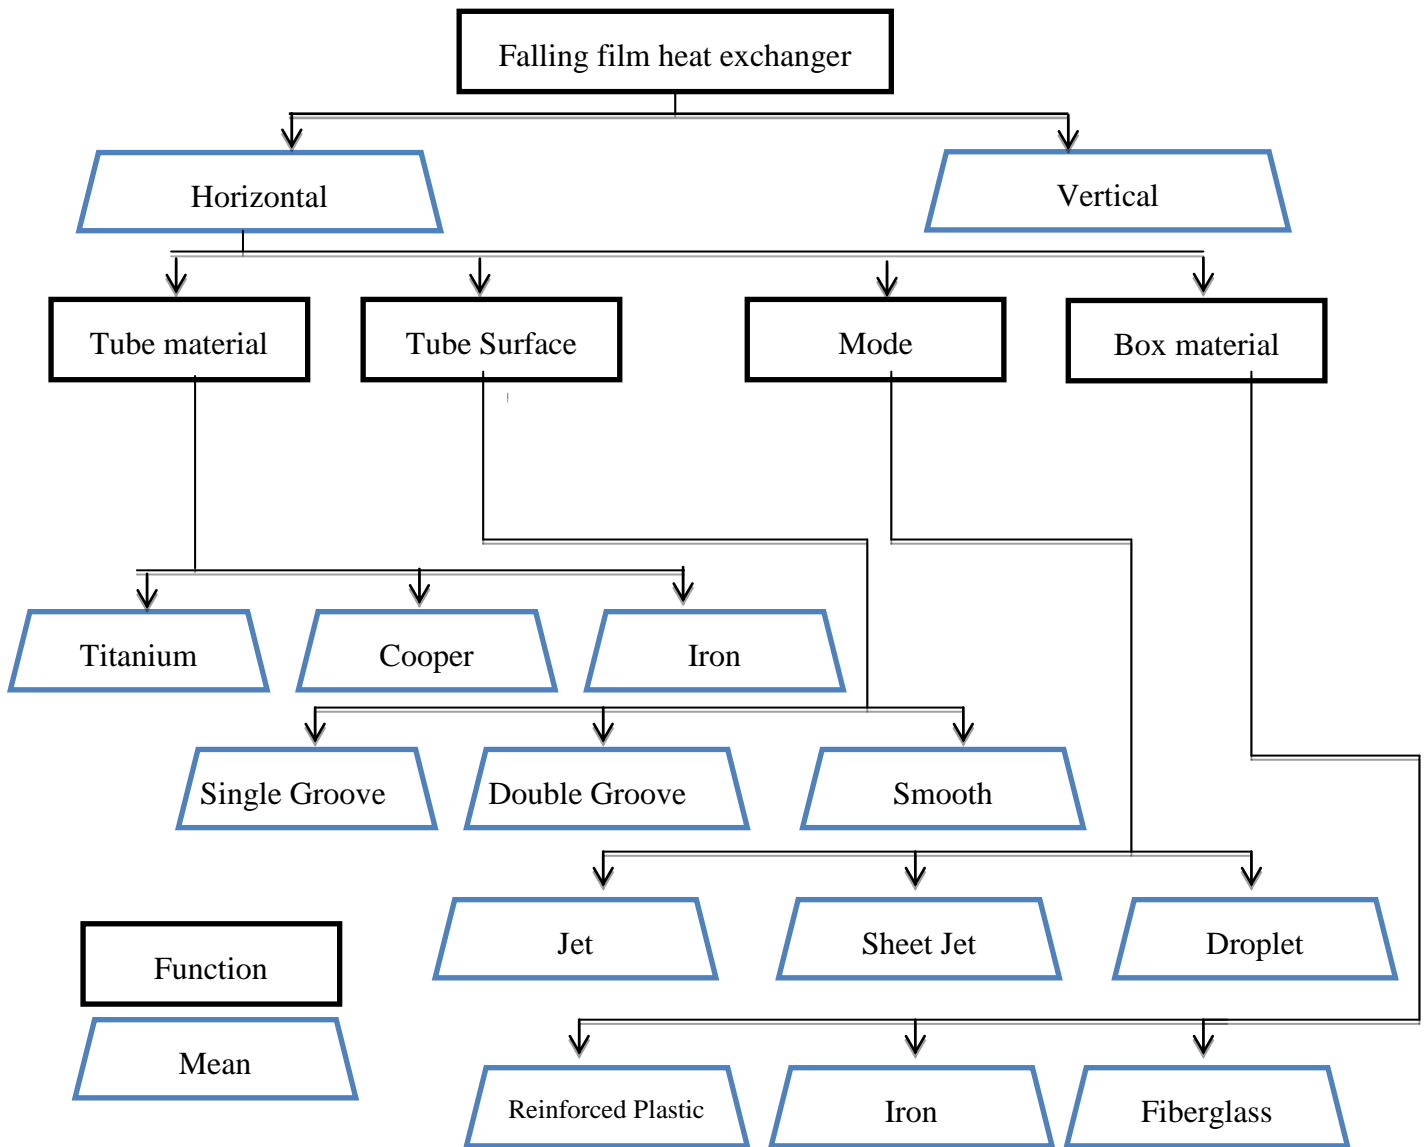 Falling film heat exchanger
Horizontal
Vertical
Tube material
Tube Surface
Mode
Box material
Titanium
Cooper
Iron
Single Groove
Double Groove
Smooth
Jet
Sheet Jet
Droplet
Function
Mean
Reinforced Plastic
Iron
Fiberglass